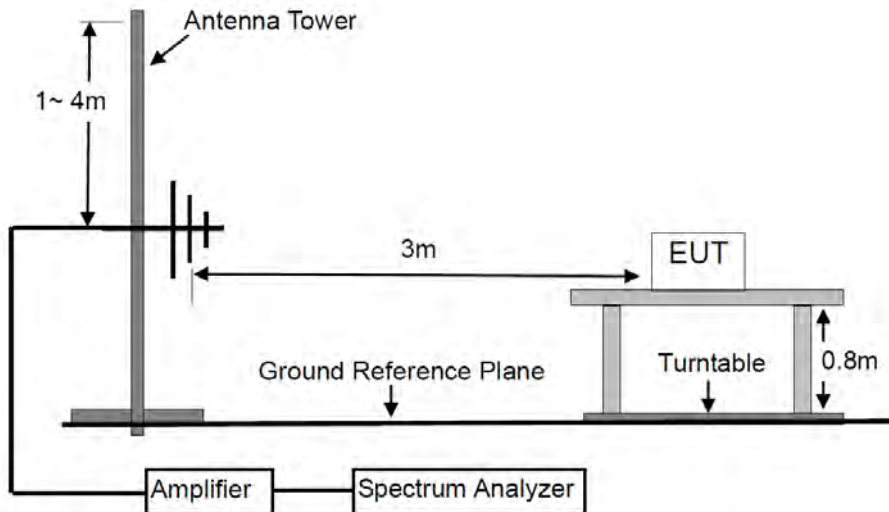 Antenna Tower
1~ 4m
3m
EUT
Ground Reference Plane
Turntable
0.8m
Amplifier
Spectrum Analyzer